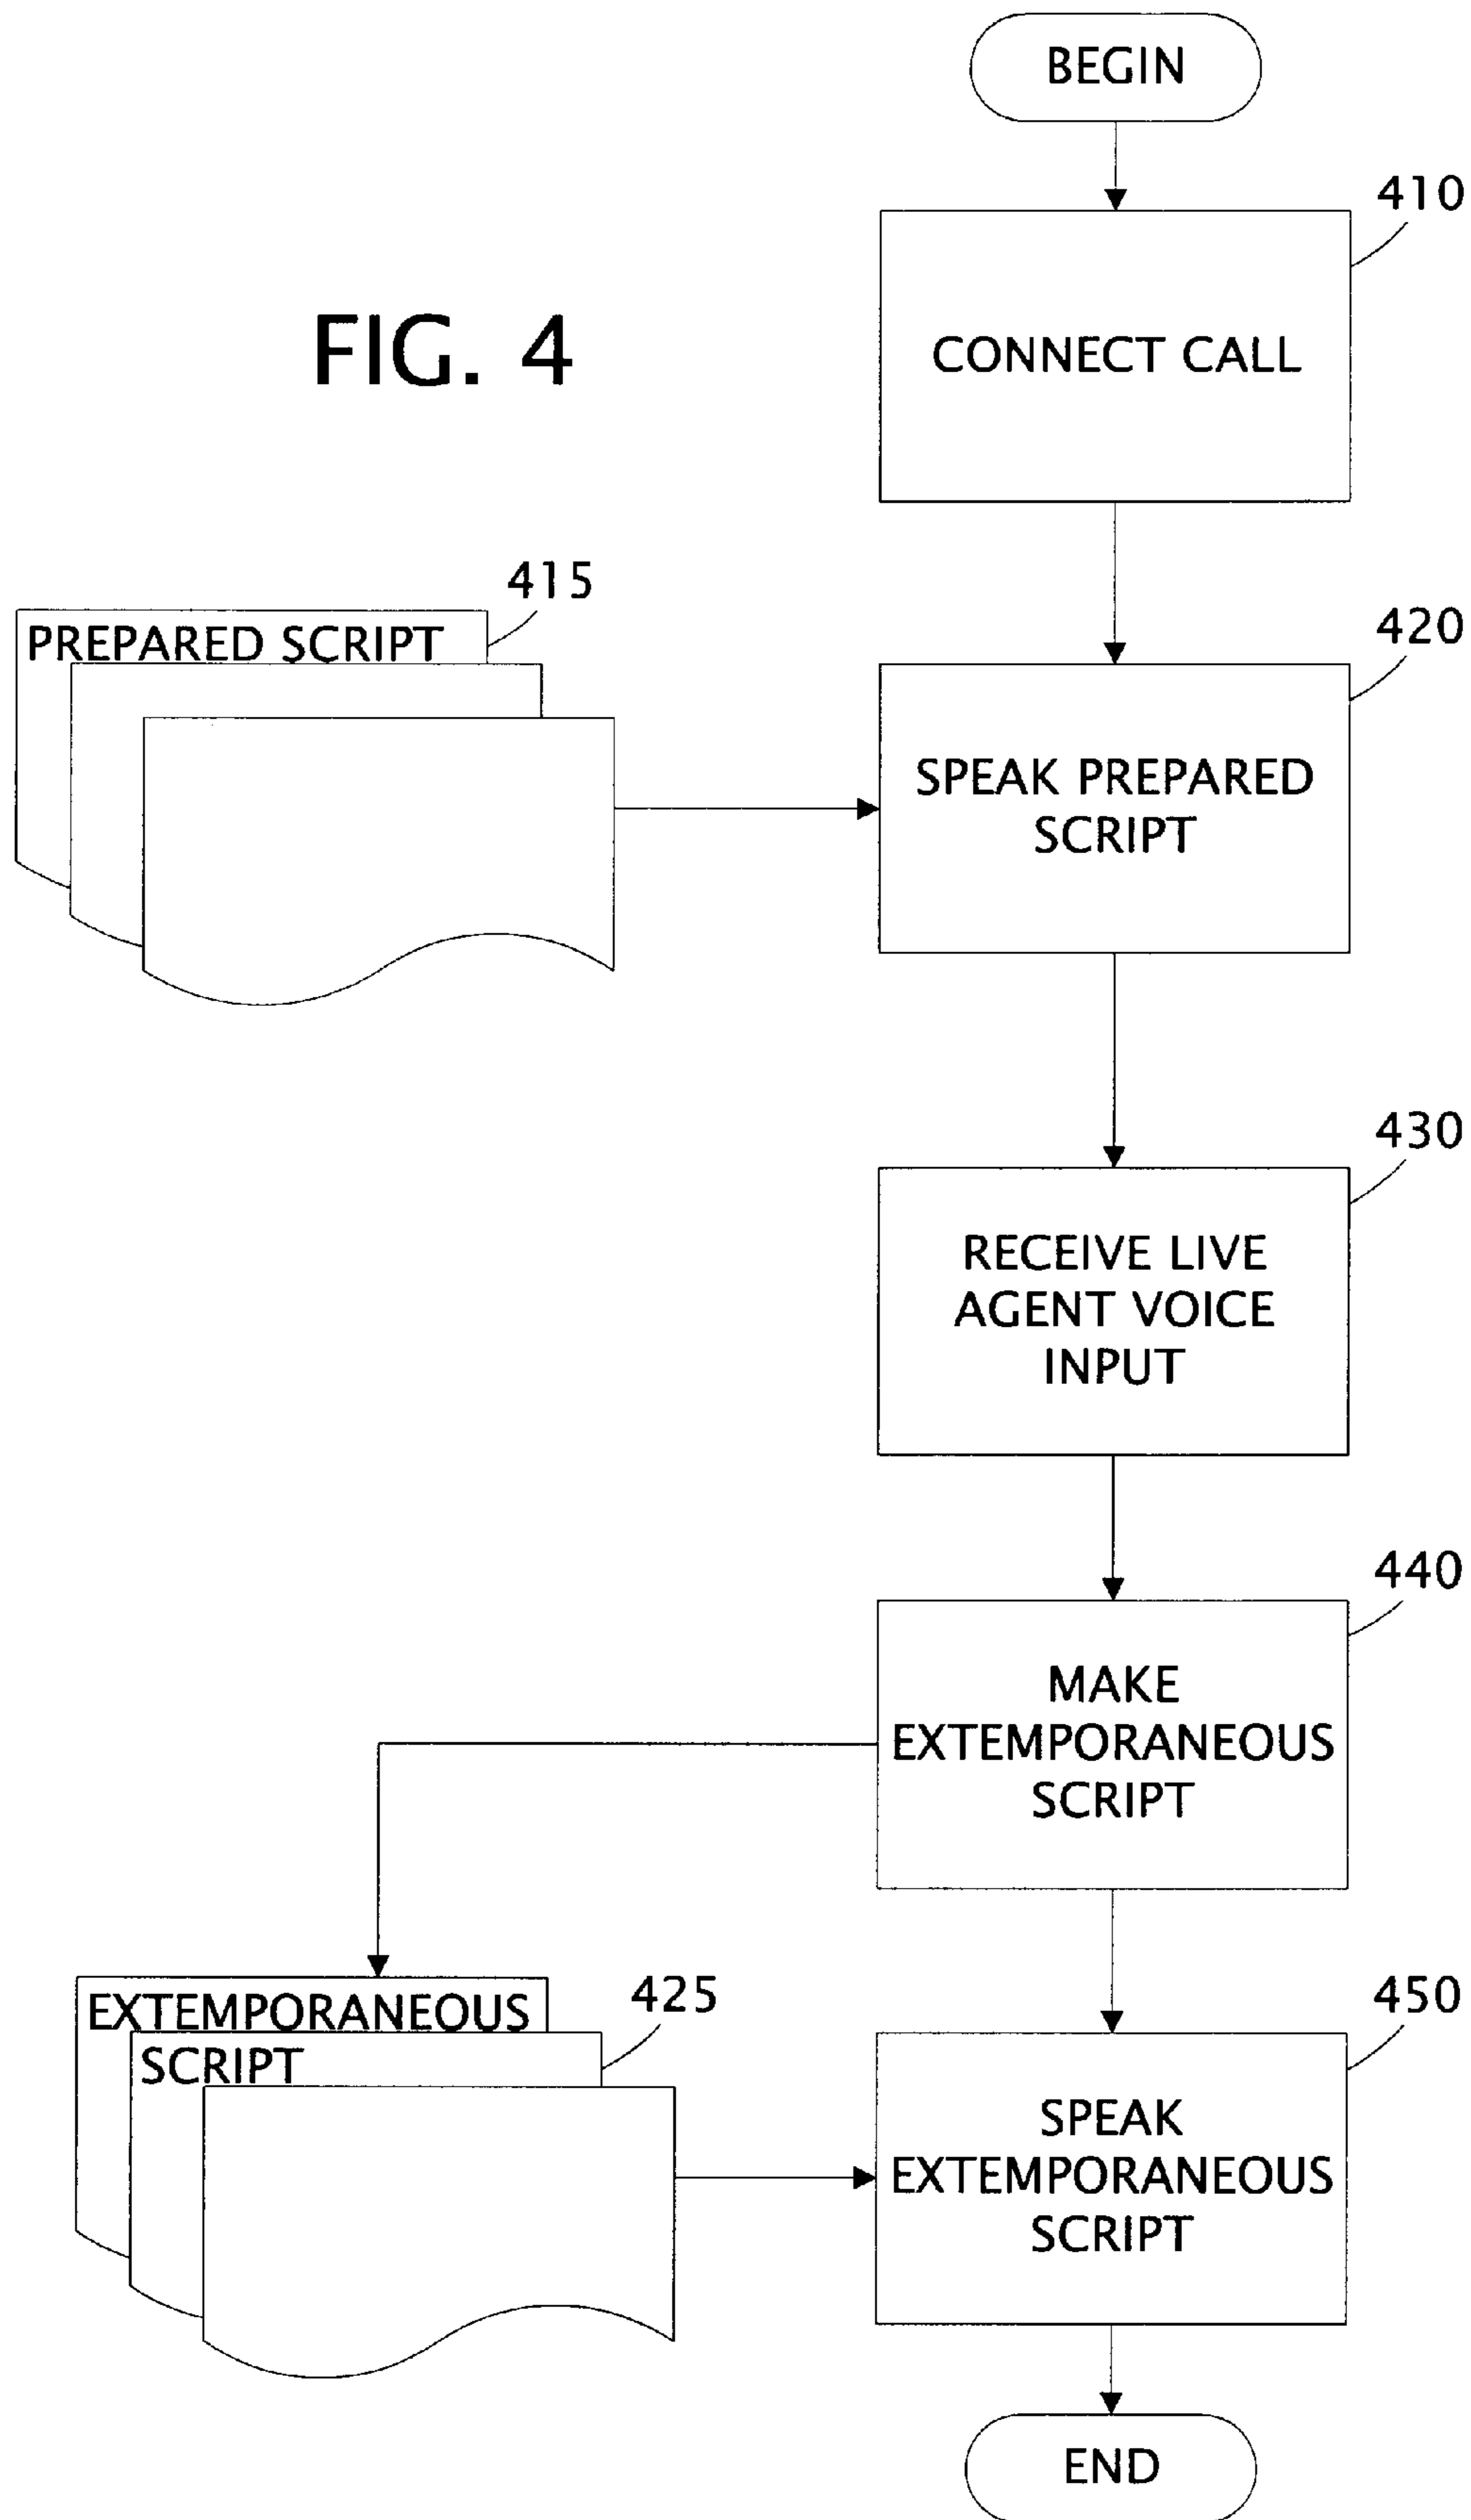 BEGIN
410
FIG. 4
CONNECT CALL
415
PREPARED SCRIPT
420
SPEAK PREPARED
SCRIPT
430
RECEIVE LIVE
AGENT VOICE
INPUT
440
MAKE
EXTEMPORANEOUS
SCRIPT
425
EXTEMPORANEOUS
SCRIPT
450
SPEAK
EXTEMPORANEOUS
SCRIPT
END